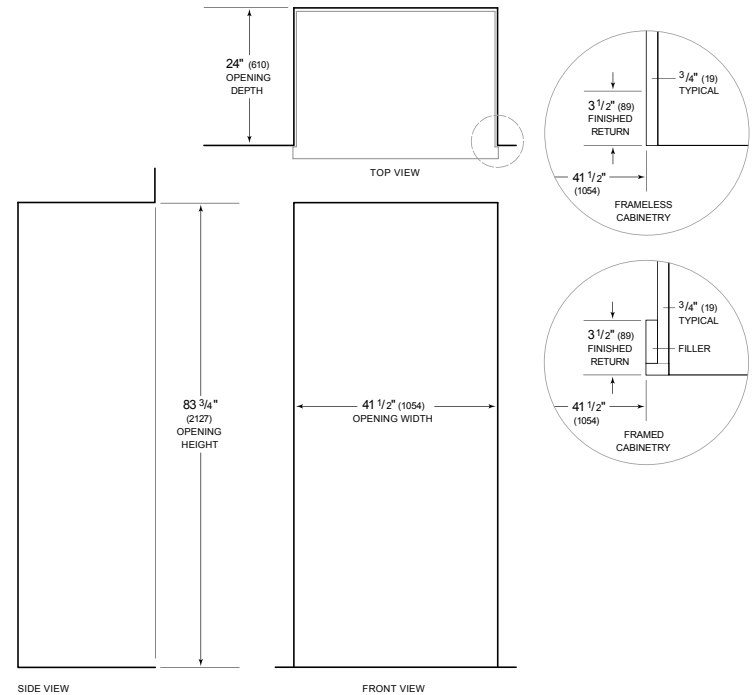 24" (610)
OPENING
DEPTH
TOP VIEW
3/4" (19)
TYPICAL
3 1/2" (89)
FINISHED
RETURN
41 1/2"
(1054)
FRAMELESS
CABINETRY
3/4" (19)
TYPICAL
3 1/2" (89)
FINISHED
RETURN
FILLER
41 1/2"
(1054)
FRAMED
CABINETRY
83 3/4"
(2127)
OPENING
HEIGHT
41 1/2" (1054)
OPENING WIDTH
SIDE VIEW
FRONT VIEW